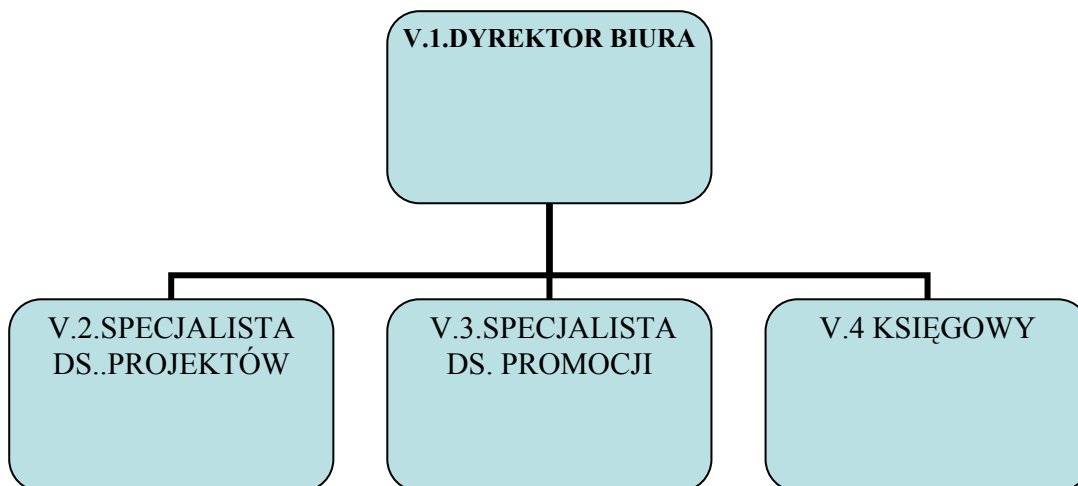 V.1.DYREKTOR BIURA
V.2.SPECJALISTA
DS..PROJEKTÓW
V.3.SPECJALISTA
DS. PROMOCJI
V.4 KSIĘGOWY